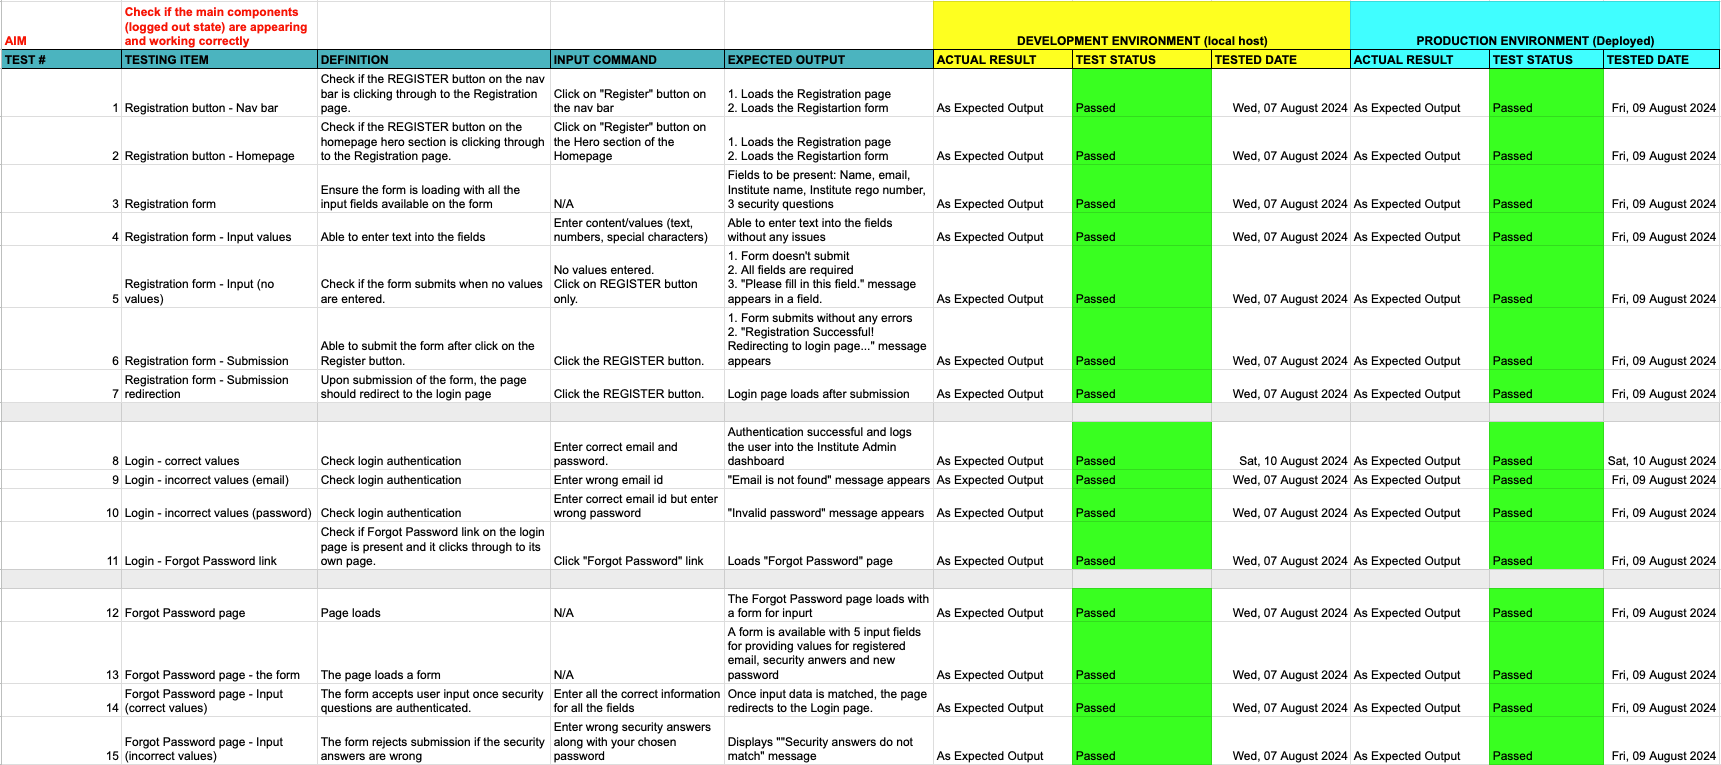 AIM
Check if the main components
(logged out state) are appearing
and working correctly
DEVELOPMENT ENVIRONMENT (local host)
PRODUCTION ENVIRONMENT (Deployed)
TEST # TESTING ITEM DEFINITION INPUT COMMAND EXPECTED OUTPUT ACTUAL RESULT TEST STATUS TESTED DATE ACTUAL RESULT TEST STATUS TESTED DATE
1 Registration button - Nav bar
Check if the REGISTER button on the nav
bar is clicking through to the Registration
page.
Click on "Register" button on
the nav bar
1. Loads the Registration page
2. Loads the Registartion form
As Expected Output Passed Wed, 07 August 2024 As Expected Output Passed Fri, 09 August 2024
2 Registration button - Homepage
Check if the REGISTER button on the
homepage hero section is clicking through
to the Registration page.
Click on "Register" button on
the Hero section of the
Homepage
1. Loads the Registration page
2. Loads the Registartion form
As Expected Output Passed Wed, 07 August 2024 As Expected Output Passed Fri, 09 August 2024
3 Registration form
Ensure the form is loading with all the
input fields available on the form
N/A
Fields to be present: Name, email,
Institute name, Institute rego number,
3 security questions
As Expected Output Passed Wed, 07 August 2024 As Expected Output Passed Fri, 09 August 2024
4 Registration form - Input values
Able to enter text into the fields
Enter content/values (text,
numbers, special characters)
Able to enter text into the fields
without any issues
As Expected Output Passed Wed, 07 August 2024 As Expected Output Passed Fri, 09 August 2024
5 Registration form - Input (no
values)
Check if the form submits when no values
are entered.
No values entered.
Click on REGISTER button
only.
1. Form doesn't submit
2. All fields are required
3. "Please fill in this field." message
appears in a field.
As Expected Output Passed Wed, 07 August 2024 As Expected Output Passed Fri, 09 August 2024
6 Registration form - Submission
Able to submit the form after click on the
Register button.
Click the REGISTER button.
1. Form submits without any errors
2. "Registration Successful!
Redirecting to login page..." message
appears
As Expected Output Passed Wed, 07 August 2024 As Expected Output Passed Fri, 09 August 2024
7 Registration form - Submission
redirection
Upon submission of the form, the page
should redirect to the login page
Click the REGISTER button.
Login page loads after submission
As Expected Output Passed Wed, 07 August 2024 As Expected Output Passed Fri, 09 August 2024
8 Login - correct values
Check login authentication
Enter correct email and
password.
Authentication successful and logs
the user into the Institute Admin
dashboard
As Expected Output Passed Sat, 10 August 2024 As Expected Output Passed Sat, 10 August 2024
9 Login - incorrect values (email)
Check login authentication
Enter wrong email id
"Email is not found" message appears
As Expected Output Passed Wed, 07 August 2024 As Expected Output Passed Fri, 09 August 2024
10 Login - incorrect values (password)
Check login authentication
Enter correct email id but enter
wrong password
"Invalid password" message appears
As Expected Output Passed Wed, 07 August 2024 As Expected Output Passed Fri, 09 August 2024
11 Login - Forgot Password link
Check if Forgot Password link on the login
page is present and it clicks through to its
own page.
Click "Forgot Password" link
Loads "Forgot Password" page
As Expected Output Passed Wed, 07 August 2024 As Expected Output Passed Fri, 09 August 2024
12 Forgot Password page
Page loads
N/A
The Forgot Password page loads with
a form for inpurt
As Expected Output Passed Wed, 07 August 2024 As Expected Output Passed Fri, 09 August 2024
13 Forgot Password page - the form
The page loads a form
N/A
A form is available with 5 input fields
for providing values for registered
email, security anwers and new
password
As Expected Output Passed Wed, 07 August 2024 As Expected Output Passed Fri, 09 August 2024
14 Forgot Password page - Input
(correct values)
The form accepts user input once security
questions are authenticated.
Enter all the correct information
for all the fields
Once input data is matched, the page
redirects to the Login page.
As Expected Output Passed Wed, 07 August 2024 As Expected Output Passed Fri, 09 August 2024
15 Forgot Password page - Input
(incorrect values)
The form rejects submission if the security
answers are wrong
Enter wrong security answers
along with your chosen
password
Displays ""Security answers do not
match" message
As Expected Output Passed Wed, 07 August 2024 As Expected Output Passed Fri, 09 August 2024